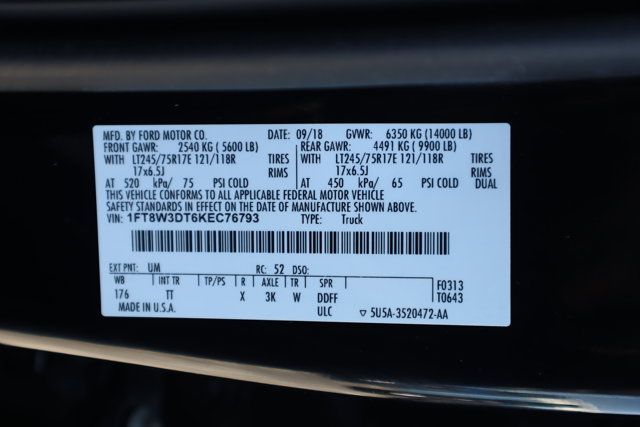 MFD. BY FORD MOTOR CO. DATE: 09/18 GVWR: 6350 KG (14000 LB)
FRONT GAWR: 2540 KG (5600 LB) REAR GAWR: 4491 KG (9900 LB)
WITH LT245/75R17E 121/118R TIRES WITH LT245/75R17E 121/118R TIRES
17x6.5J RIMS 17x6.5J RIMS
AT 520 kPa/ 75 PSI COLD AT 450 kPa/ 65 PSI COLD DUAL
THIS VEHICLE CONFORMS TO ALL APPLICABLE FEDERAL MOTOR VEHICLE
SAFETY STANDARDS IN EFFECT ON THE DATE OF MANUFACTURE SHOWN ABOVE.
VIN: 1FT8W3DT6KEC76793 TYPE: Truck
EXT PNT: UM RC: 52 DSO:
WB INT TR TP/PS R AXLE TR SPR F0313
176 TT X 3K W DDFF T0643
MADE IN U.S.A. ULC ▽ 5U5A-3520472-AA